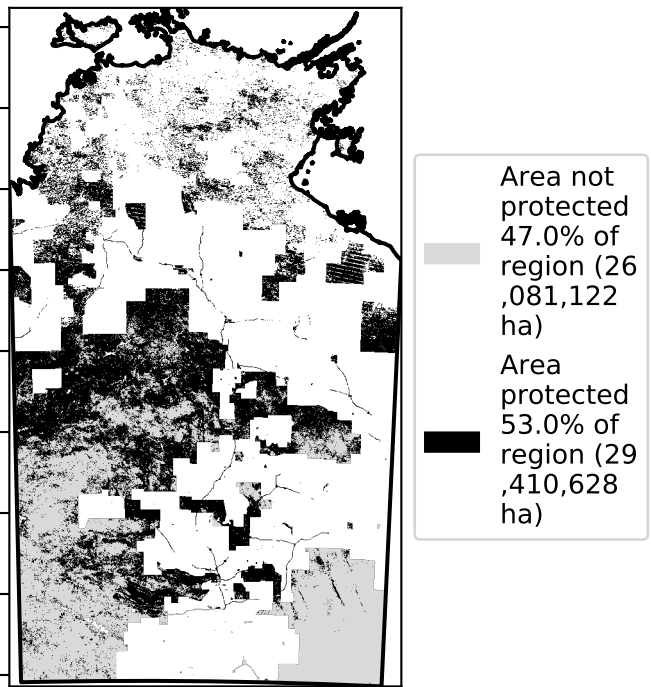 Area not
protected
47.0% of
region (26
,081,122
ha)
Area
protected
53.0% of
region (29
,410,628
ha)